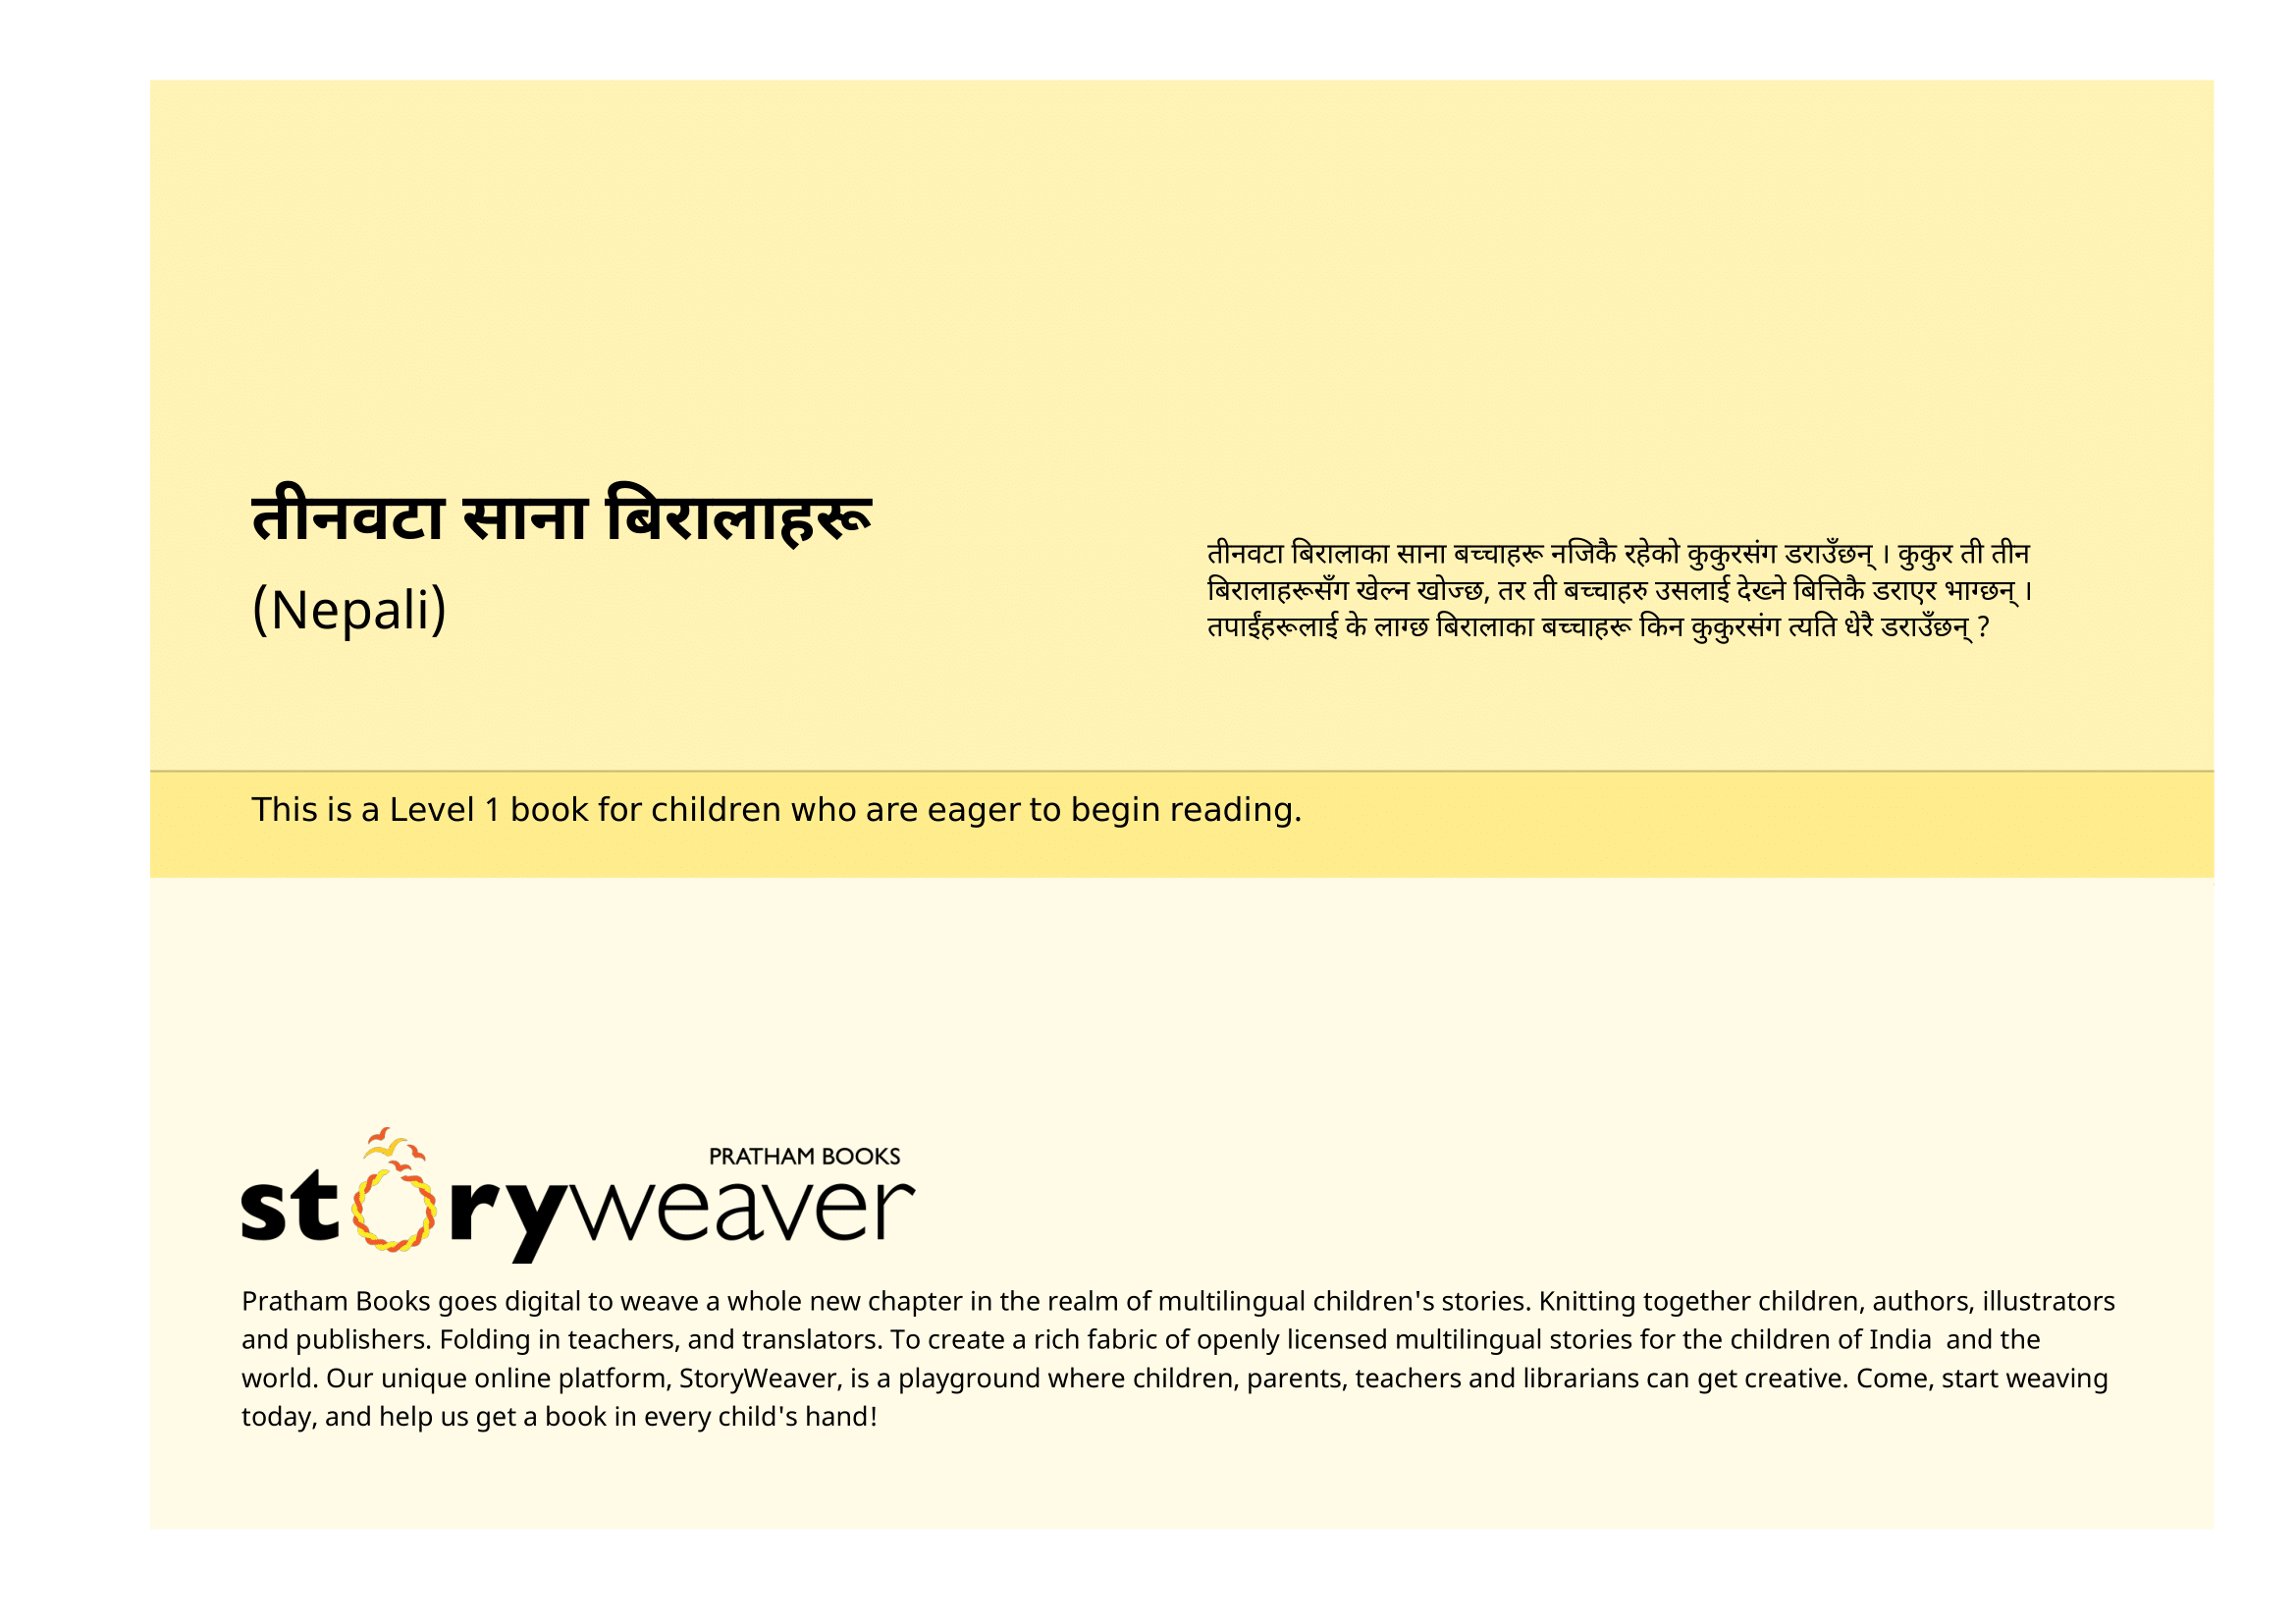 तीनवटा साना बिरालाहरू
(Nepali)
तीनवटा बिरालाका साना बच्चाहरू नजिकै रहेको कुकुरसंग डराउँछन् । कुकुर ती तीन
बिरालाहरूसँग खेल्न खोज्छ, तर ती बच्चाहरु उसलाई देख्ने बित्तिकै डराएर भाग्छन् ।
तपाईंहरूलाई के लाग्छ बिरालाका बच्चाहरू किन कुकुरसंग त्यति धेरै डराउँछन् ?
This is a Level 1 book for children who are eager to begin reading.
PRATHAM BOOKS
storyweaver
Pratham Books goes digital to weave a whole new chapter in the realm of multilingual children's stories. Knitting together children, authors, illustrators
and publishers. Folding in teachers, and translators. To create a rich fabric of openly licensed multilingual stories for the children of India  and the
world. Our unique online platform, StoryWeaver, is a playground where children, parents, teachers and librarians can get creative. Come, start weaving
today, and help us get a book in every child's hand!